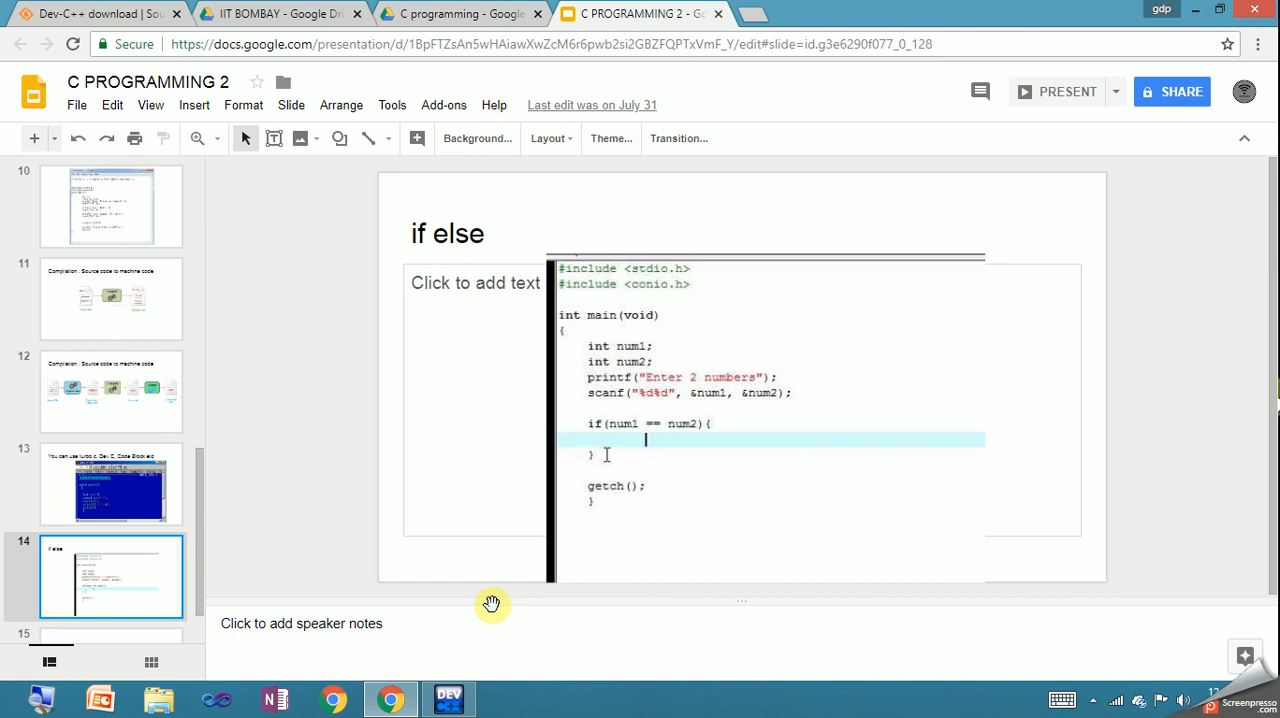 Dev-C++ download | Sou
IIT BOMBAY - Google Dri
C programming - Google
C PROGRAMMING 2 - Go
gdp
Secure
https://docs.google.com/presentation/d/1BpFTZsAn5wHAiawXwZcM6r6pwb2si2GBZFQPTxVmF_Y/edit#slide=id.g3e6290f077_0_128
C PROGRAMMING 2
File Edit View Insert Format Slide Arrange Tools Add-ons Help Last edit was on July 31
PRESENT
SHARE
Background... Layout Theme... Transition...
10
11
Compilation : Source code to machine code
12
Compilation : Source code to machine code
13
You can use turbo c, Dev C, Code Block etc
14
if else
15
if else
Click to add text
#include <stdio.h>
#include <conio.h>
int main(void)
{
int num1;
int num2;
printf("Enter 2 numbers");
scanf("%d%d", &num1, &num2);
if(num1 == num2){
}
getch();
}
Click to add speaker notes
DEV
C++
Screenpresso
.com